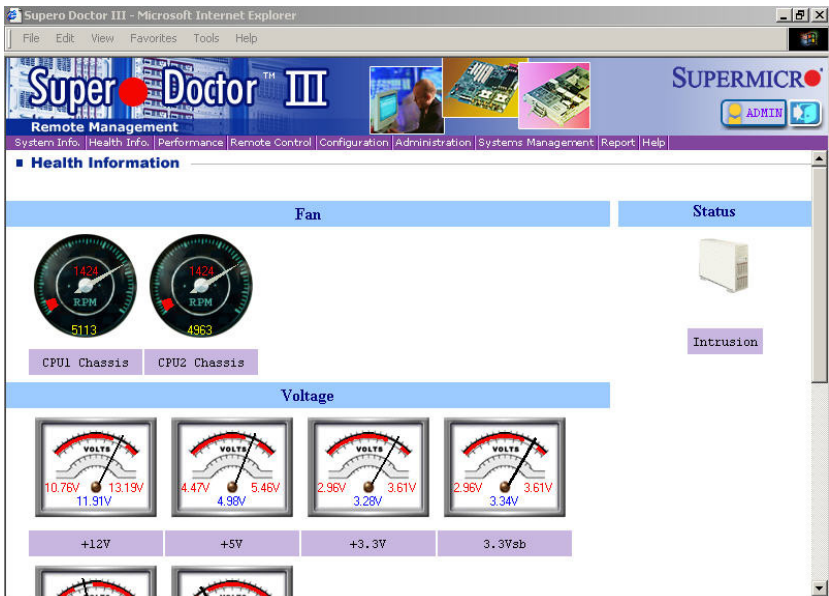 Supero Doctor III - Microsoft Internet Explorer
File Edit View Favorites Tools Help
Super Doctor™ III
SUPERMICR
Remote Management
ADMIN
System Info. Health Info. Performance Remote Control Configuration Administration Systems Management Report Help
Health Information
Fan
Status
1424
RPM
5113
1424
RPM
4963
CPU1 Chassis
CPU2 Chassis
Intrusion
Voltage
VOLTS
10.76V 13.19V
11.91V
VOLTS
4.47V 5.46V
4.98V
VOLTS
2.96V 3.61V
3.28V
VOLTS
2.96V 3.61V
3.34V
+12V
+5V
+3.3V
3.3Vsb